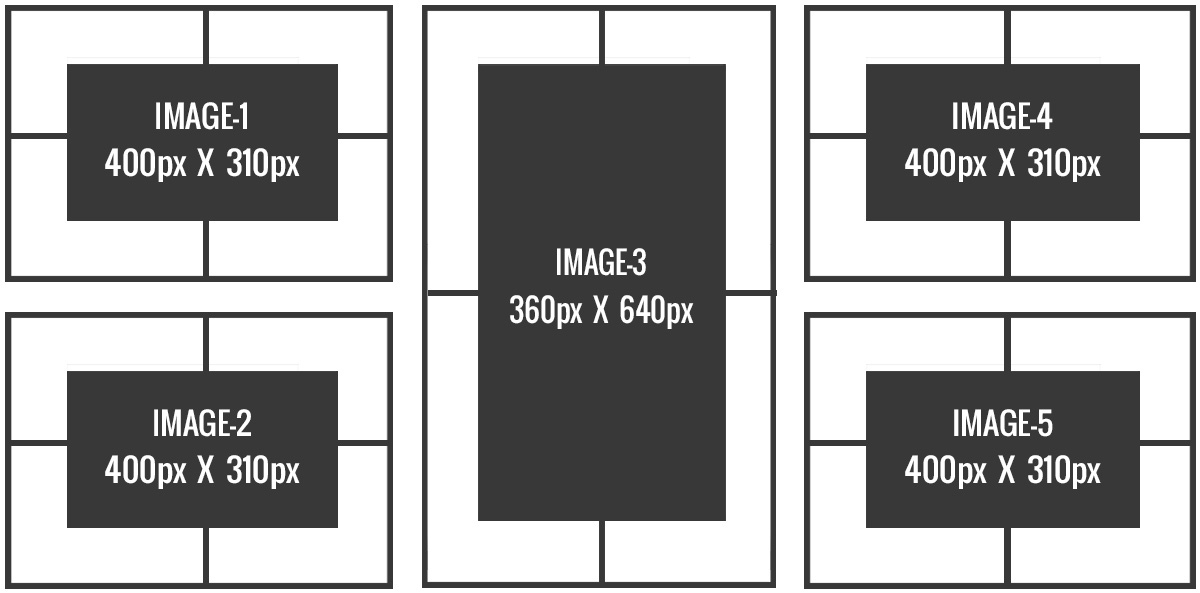 IMAGE-1
400px X 310px
IMAGE-2
400px X 310px
IMAGE-3
360px X 640px
IMAGE-4
400px X 310px
IMAGE-5
400px X 310px